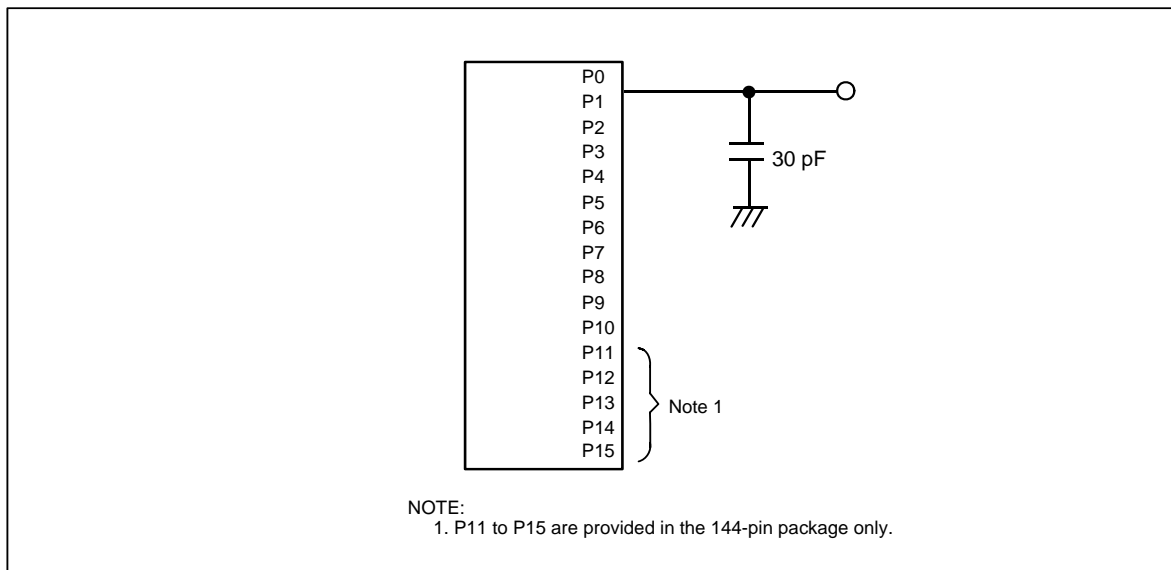 P0
P1
P2
P3
P4
P5
P6
P7
P8
P9
P10
P11
P12
P13
P14
P15
30 pF
Note 1
NOTE:
1. P11 to P15 are provided in the 144-pin package only.